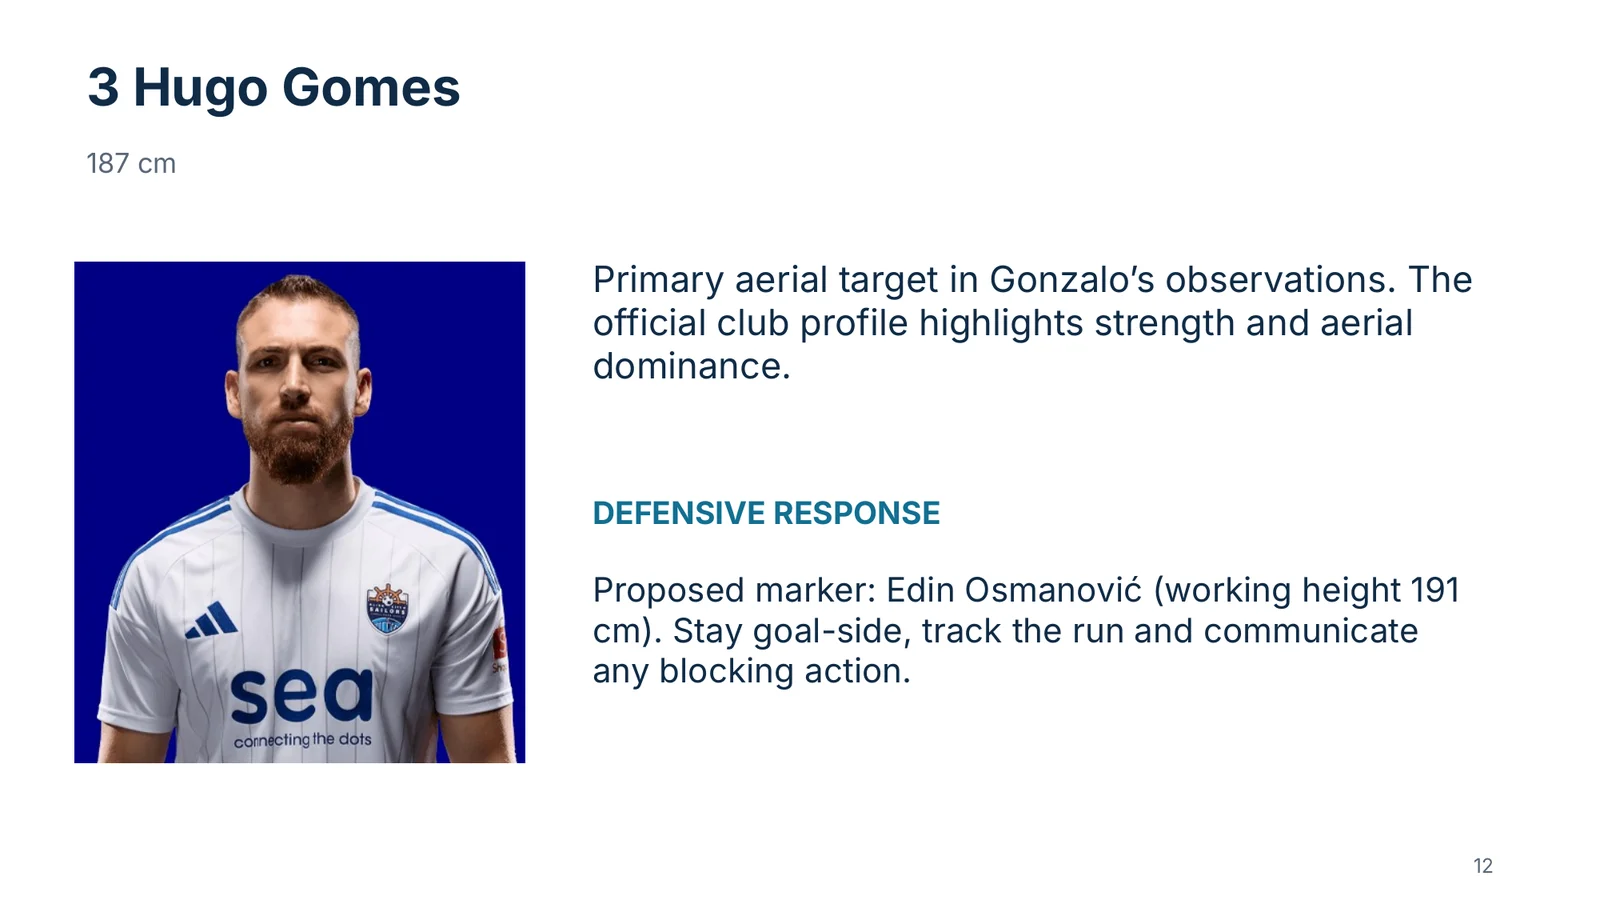 3 Hugo Gomes
187 cm
Primary aerial target in Gonzalo’s observations. The
official club profile highlights strength and aerial
dominance.
DEFENSIVE RESPONSE
Proposed marker: Edin Osmanović (working height 191
cm). Stay goal-side, track the run and communicate
any blocking action.
SAILORS
sea
connecting the dots
12